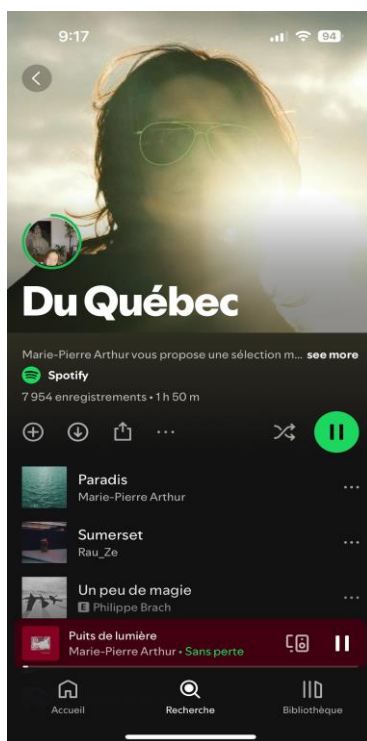 9:17
94
Du Québec
Marie-Pierre Arthur vous propose une sélection m... see more
Spotify
7 954 enregistrements • 1 h 50 m
Paradis
Marie-Pierre Arthur
Sumerset
Rau_Ze
Un peu de magie
E Philippe Brach
Puits de lumière
Marie-Pierre Arthur • Sans perte
Accueil
Recherche
Bibliothèque